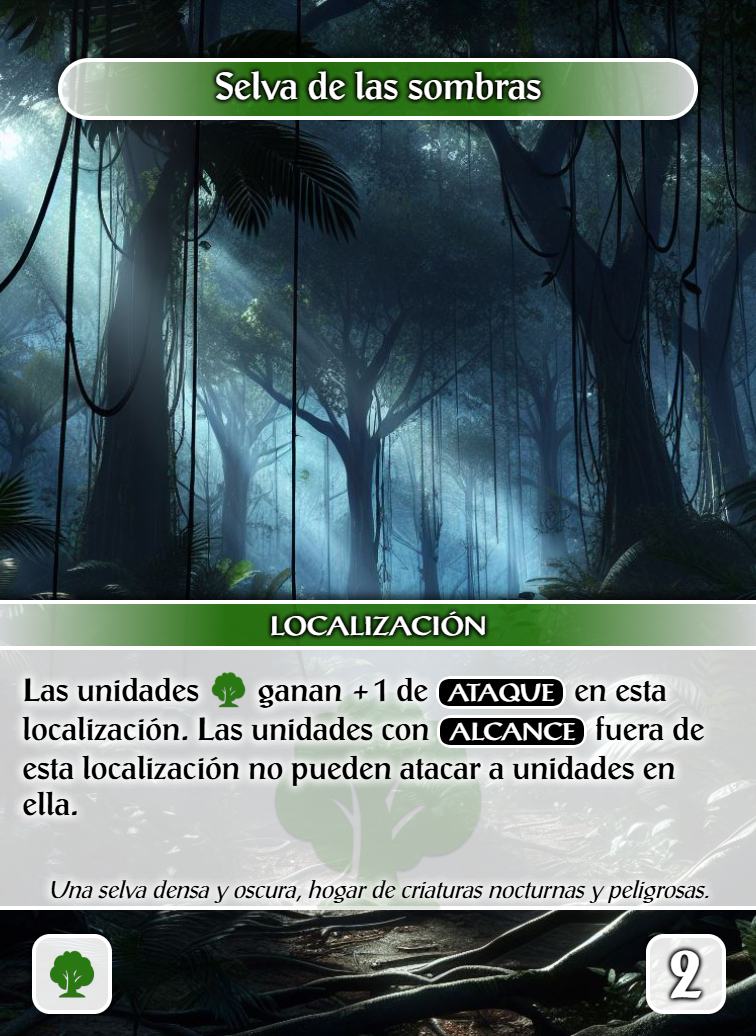 Selva de las sombras
LOCALIZACIÓN
Las unidades ganan +1 de ATAQUE en esta
localización. Las unidades con ALCANCE fuera de
esta localización no pueden atacar a unidades en
ella.
Una selva densa y oscura, hogar de criaturas nocturnas y peligrosas.
2